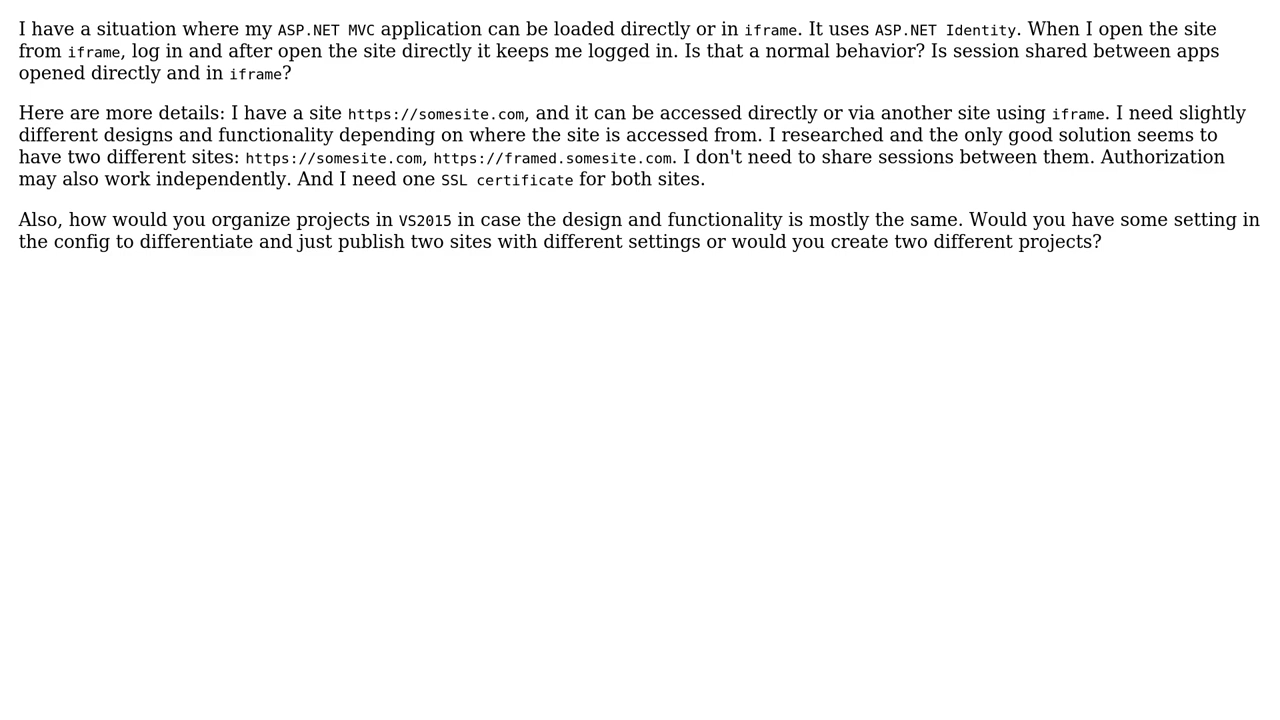 I have a situation where my ASP.NET MVC application can be loaded directly or in iframe. It uses ASP.NET Identity. When I open the site
from iframe, log in and after open the site directly it keeps me logged in. Is that a normal behavior? Is session shared between apps
opened directly and in iframe?
Here are more details: I have a site https://somesite.com, and it can be accessed directly or via another site using iframe. I need slightly
different designs and functionality depending on where the site is accessed from. I researched and the only good solution seems to
have two different sites: https://somesite.com, https://framed.somesite.com. I don't need to share sessions between them. Authorization
may also work independently. And I need one SSL certificate for both sites.
Also, how would you organize projects in VS2015 in case the design and functionality is mostly the same. Would you have some setting in
the config to differentiate and just publish two sites with different settings or would you create two different projects?